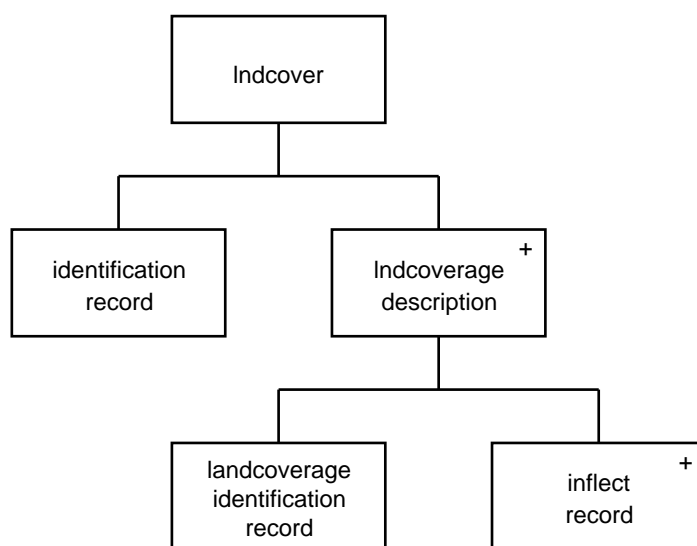 lndcover
identification
record
+
lndcoverage
description
landcoverage
identification
record
+
inflect
record